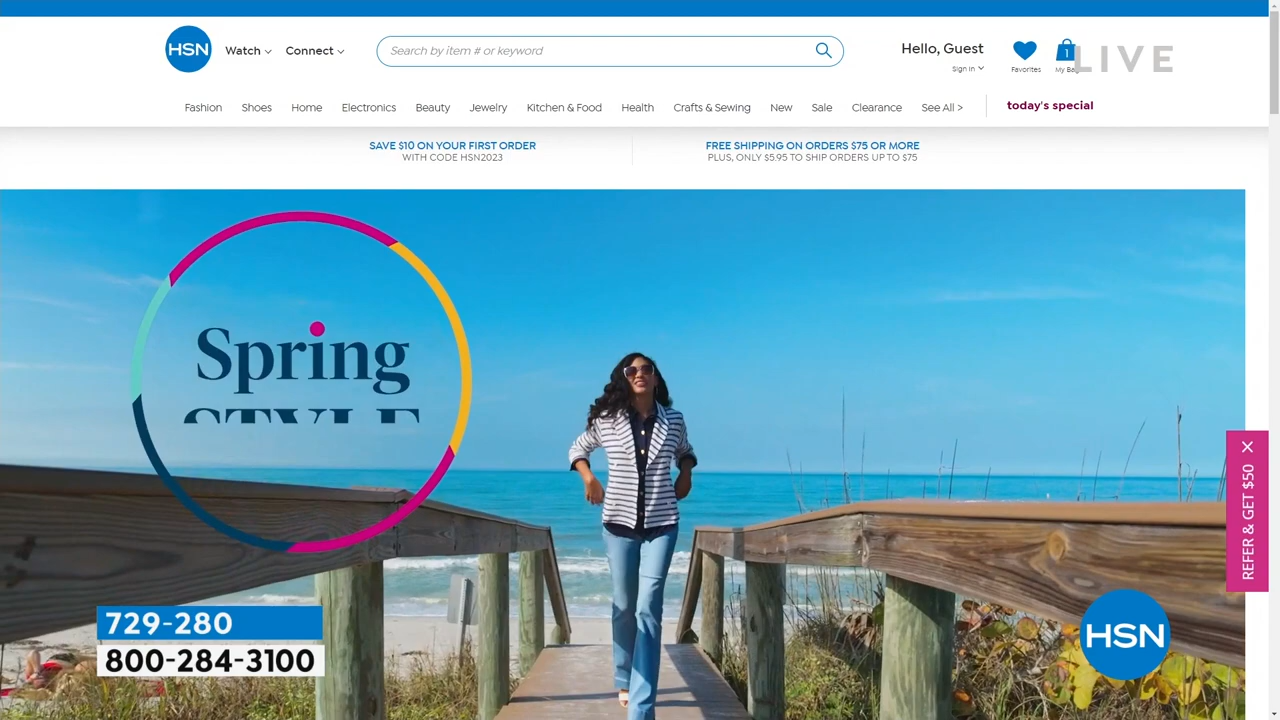 HSN
Watch
Connect
Search by item # or keyword
Hello, Guest
Sign In
Favorites
1
My Bag
LIVE
Fashion
Shoes
Home
Electronics
Beauty
Jewelry
Kitchen & Food
Health
Crafts & Sewing
New
Sale
Clearance
See All >
today's special
SAVE $10 ON YOUR FIRST ORDER
WITH CODE HSN2023
FREE SHIPPING ON ORDERS $75 OR MORE
PLUS, ONLY $5.95 TO SHIP ORDERS UP TO $75
Spring
STYLE
REFER & GET $50
729-280
800-284-3100
HSN